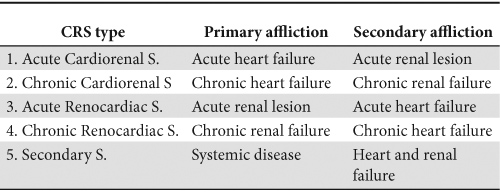 CRS type Primary affliction Secondary affliction
1. Acute Cardiorenal S. Acute heart failure Acute renal lesion
2. Chronic Cardiorenal S Chronic heart failure Chronic renal failure
3. Acute Renocardiac S. Acute renal lesion Acute heart failure
4. Chronic Renocardiac S. Chronic renal failure Chronic heart failure
5. Secondary S. Systemic disease Heart and renal
failure